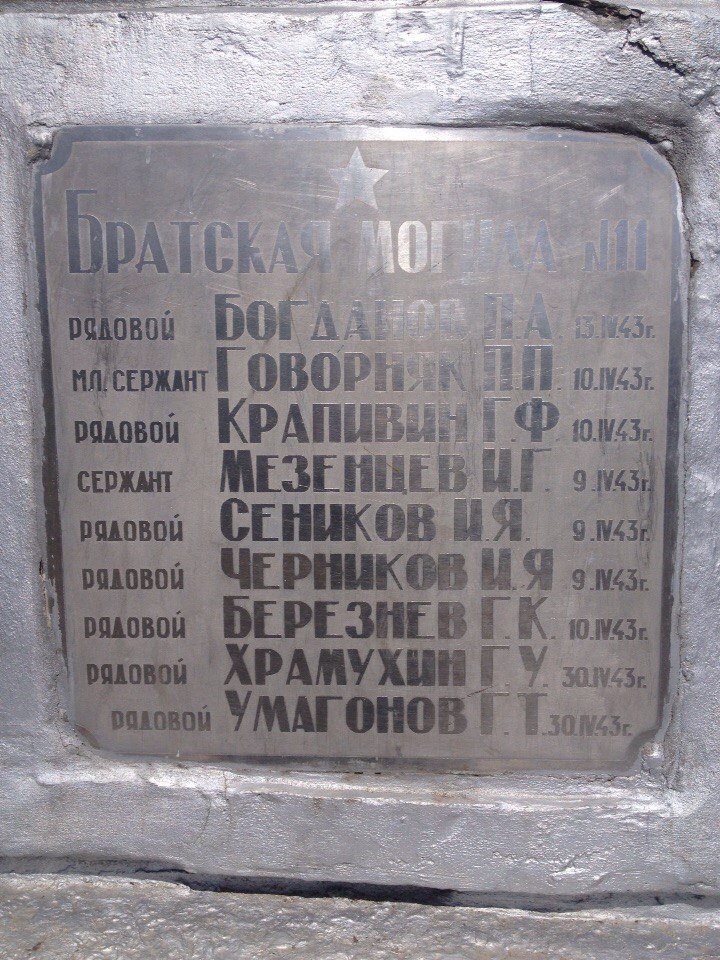 Братская могила №11
рядовой Богданов П.А. 13.IV.43г.
мл. сержант Говорняк П.П. 10.IV.43г.
рядовой Крапивин Г.Ф. 10.IV.43г.
сержант Мезенцев И.Г. 9.IV.43г.
рядовой Сеников И.Я. 9.IV.43г.
рядовой Черников И.Я 9.IV.43г.
рядовой Березнев Г.К. 10.IV.43г.
рядовой Храмухин Г.У. 30.IV.43г.
рядовой Умагонов Г.Т. 30.IV.43г.